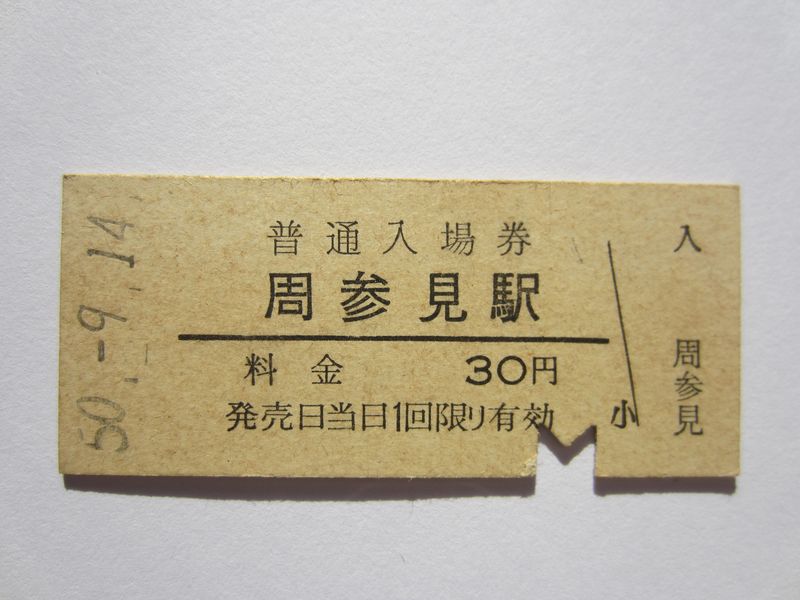 50.-9.14
普通入場券
周参見駅
料金 30円
発売日当日1回限り有効
小
入
周参見